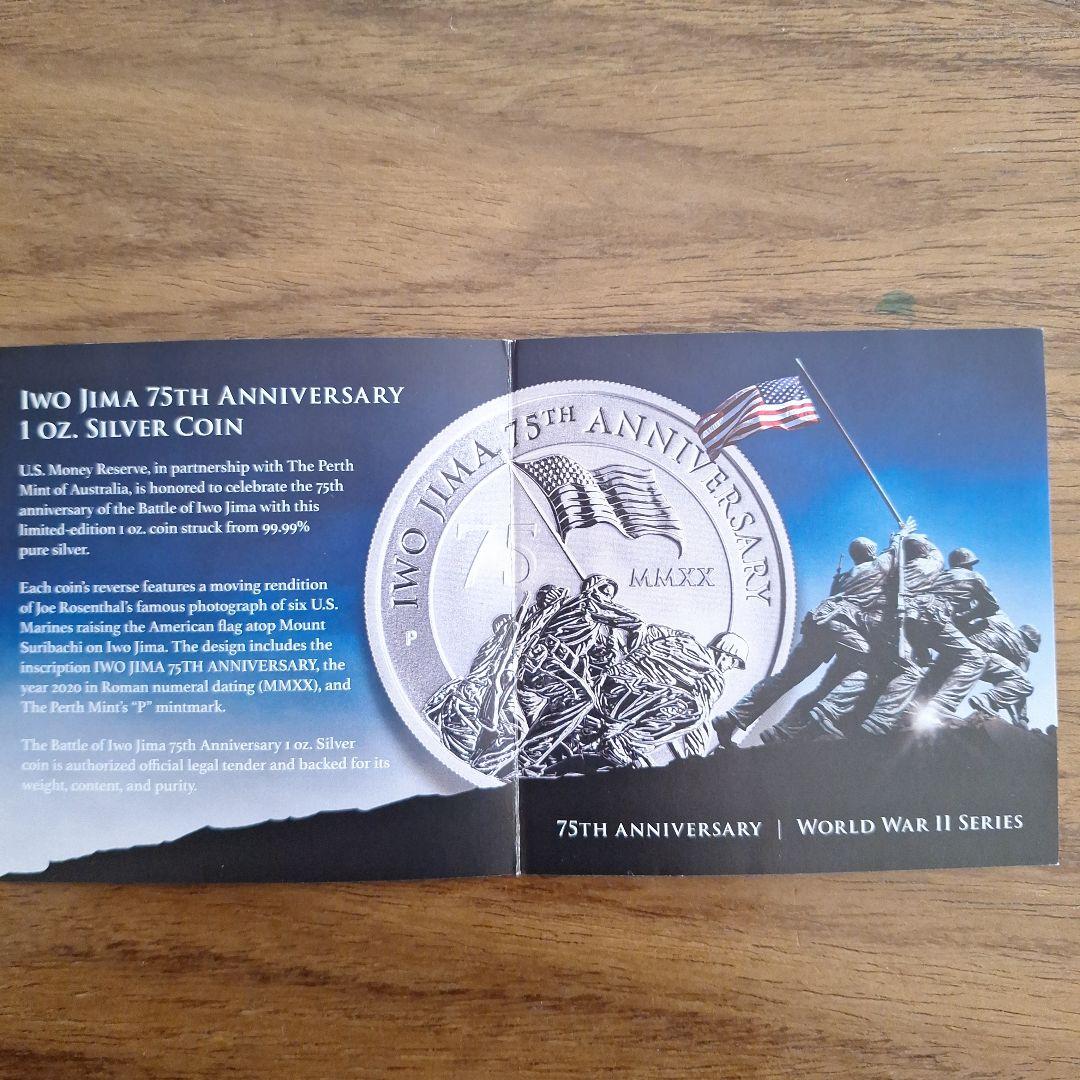 IWO JIMA 75TH ANNIVERSARY
1 OZ. SILVER COIN
U.S. Money Reserve, in partnership with The Perth
Mint of Australia, is honored to celebrate the 75th
anniversary of the Battle of Iwo Jima with this
limited-edition 1 oz. coin struck from 99.99%
pure silver.
Each coin's reverse features a moving rendition
of Joe Rosenthal's famous photograph of six U.S.
Marines raising the American flag atop Mount
Suribachi on Iwo Jima. The design includes the
inscription IWO JIMA 75TH ANNIVERSARY, the
year 2020 in Roman numeral dating (MMXX), and
The Perth Mint's "P" mintmark.
The Battle of Iwo Jima 75th Anniversary 1 oz. Silver
coin is authorized official legal tender and backed for its
weight, content, and purity.
IWO JIMA 75TH ANNIVERSARY
75
MMXX
P
75TH ANNIVERSARY | WORLD WAR II SERIES